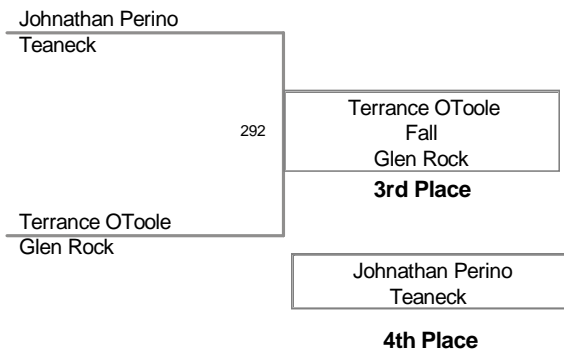 Johnathan Perino
Teaneck
292
Terrance OToole
Fall
Glen Rock
3rd Place
Terrance OToole
Glen Rock
Johnathan Perino
Teaneck
4th Place